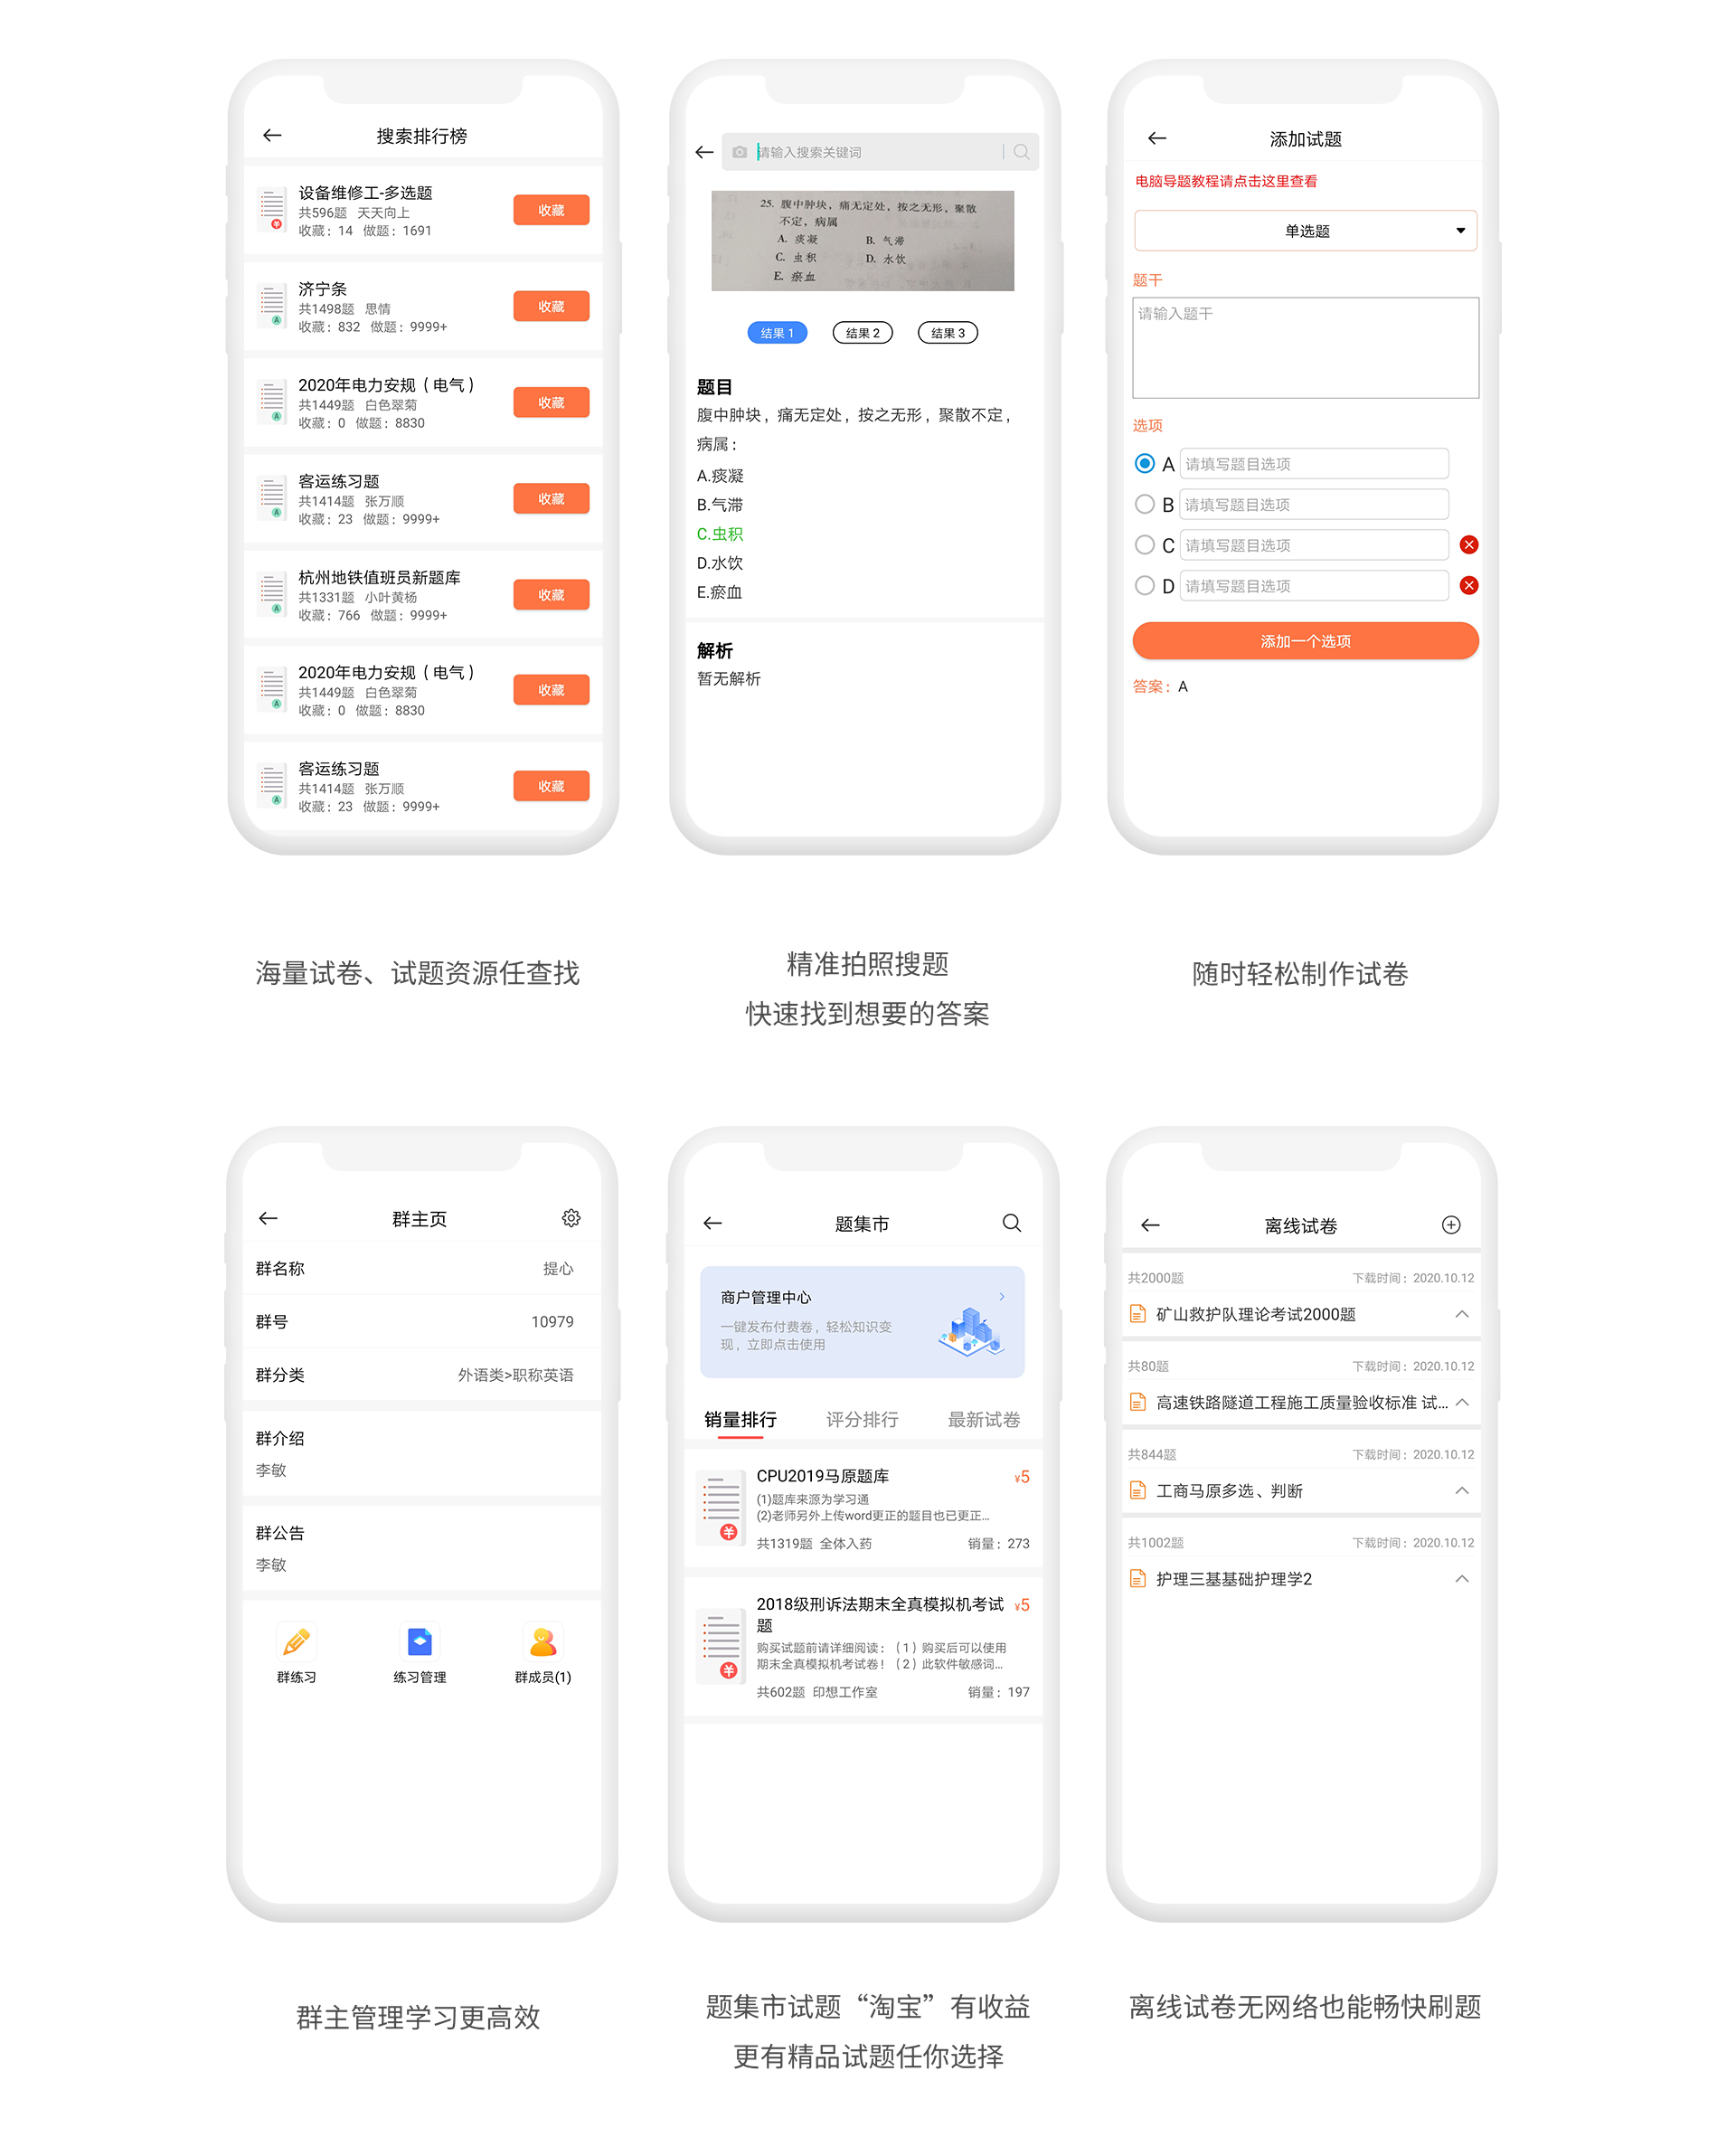 搜索排行榜
设备维修工-多选题
共596题 天天向上
收藏：14 做题：1691
收藏
济宁条
共1498题 思情
收藏：832 做题：9999+
收藏
2020年电力安规（电气）
共1449题 白色翠菊
收藏：0 做题：8830
收藏
客运练习题
共1414题 张万顺
收藏：23 做题：9999+
收藏
杭州地铁值班员新题库
共1331题 小叶黄杨
收藏：766 做题：9999+
收藏
2020年电力安规（电气）
共1449题 白色翠菊
收藏：0 做题：8830
收藏
客运练习题
共1414题 张万顺
收藏：23 做题：9999+
收藏
海量试卷、试题资源任查找
请输入搜索关键词
25. 腹中肿块，痛无定处，按之无形，聚散
不定，病属
A. 痰凝 B. 气滞
C. 虫积 D. 水饮
E. 瘀血
结果 1 结果 2 结果 3
题目
腹中肿块，痛无定处，按之无形，聚散不定，
病属：
A.痰凝
B.气滞
C.虫积
D.水饮
E.瘀血
解析
暂无解析
精准拍照搜题
快速找到想要的答案
添加试题
电脑导题教程请点击这里查看
单选题
题干
请输入题干
选项
A 请填写题目选项
B 请填写题目选项
C 请填写题目选项
D 请填写题目选项
添加一个选项
答案：A
随时轻松制作试卷
群主页
群名称 提心
群号 10979
群分类 外语类>职称英语
群介绍
李敏
群公告
李敏
群练习 练习管理 群成员(1)
群主管理学习更高效
题集市
商户管理中心
一键发布付费卷，轻松知识变
现，立即点击使用
销量排行 评分排行 最新试卷
CPU2019马原题库 ¥5
(1)题库来源为学习通
(2)老师另外上传word更正的题目也已更正...
共1319题 全体入药 销量：273
2018级刑诉法期末全真模拟机考试 ¥5
题
购买试题前请详细阅读：（1）购买后可以使用
期末全真模拟机考试卷！（2）此软件敏感词...
共602题 印想工作室 销量：197
题集市试题“淘宝”有收益
更有精品试题任你选择
离线试卷
共2000题 下载时间：2020.10.12
矿山救护队理论考试2000题
共80题 下载时间：2020.10.12
高速铁路隧道工程施工质量验收标准 试...
共844题 下载时间：2020.10.12
工商马原多选、判断
共1002题 下载时间：2020.10.12
护理三基基础护理学2
离线试卷无网络也能畅快刷题